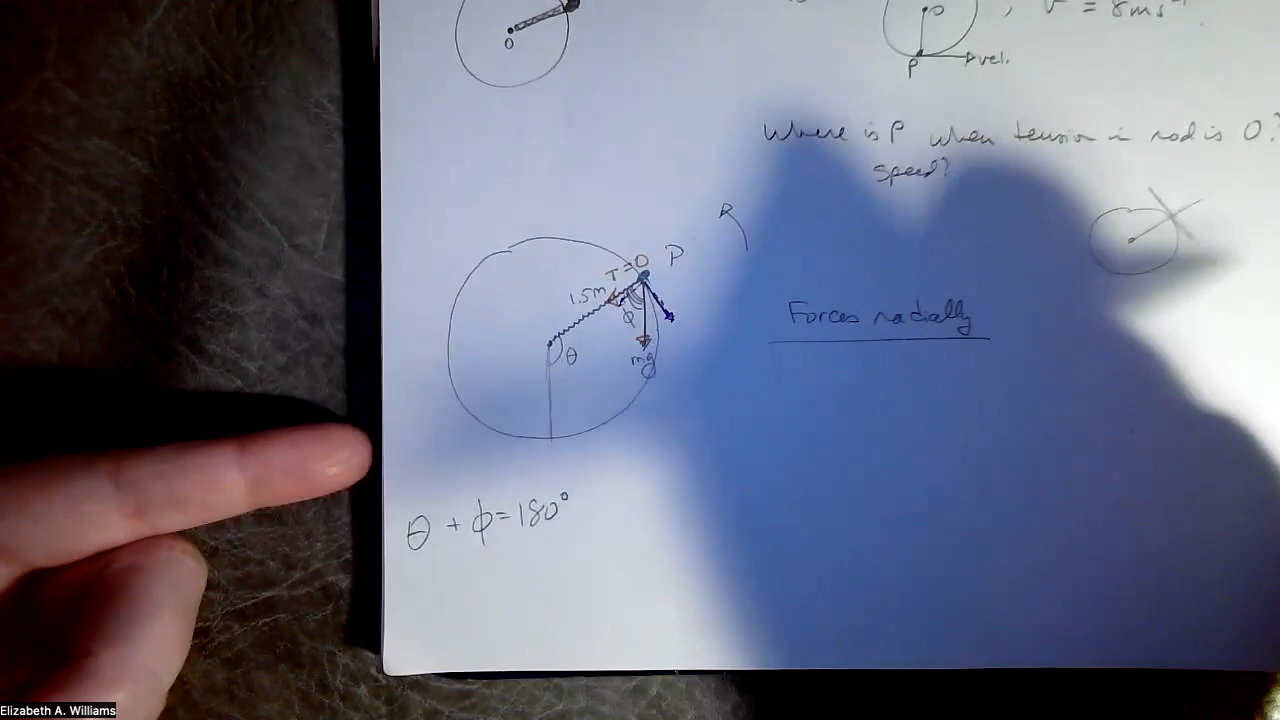 O
O
, v = 8ms⁻¹.
P
vel.
Where is P when tension in rod is 0?
speed?
P
T=0
1.5m
ϕ
θ
mg
Forces radially
θ + ϕ = 180°
Elizabeth A. Williams